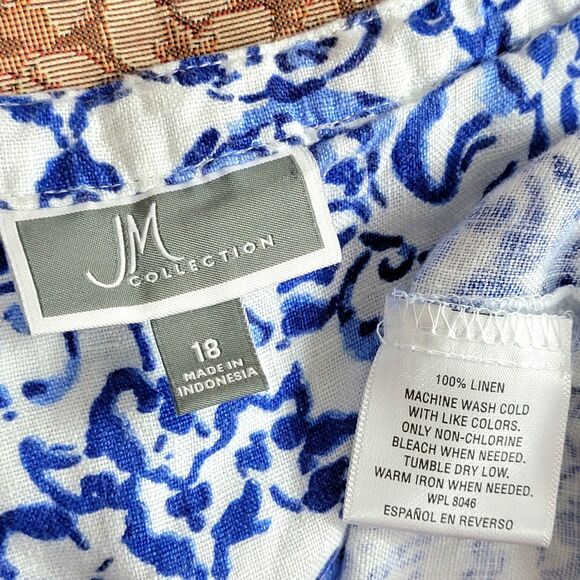 JM
COLLECTION
18
MADE IN
INDONESIA
100% LINEN
MACHINE WASH COLD
WITH LIKE COLORS.
ONLY NON-CHLORINE
BLEACH WHEN NEEDED.
TUMBLE DRY LOW.
WARM IRON WHEN NEEDED.
WPL 8046
ESPAÑOL EN REVERSO